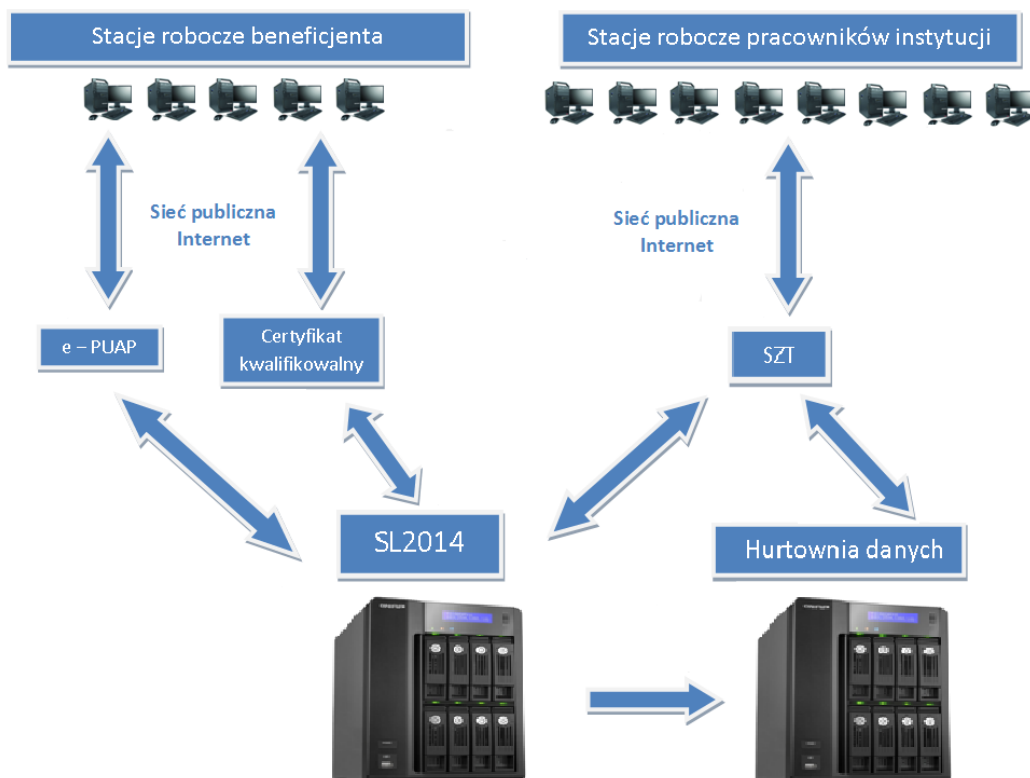 Stacje robocze beneficjenta
Stacje robocze pracowników instytucji
Sieć publiczna
Internet
Sieć publiczna
Internet
e – PUAP
Certyfikat
kwalifikowalny
SZT
SL2014
Hurtownia danych